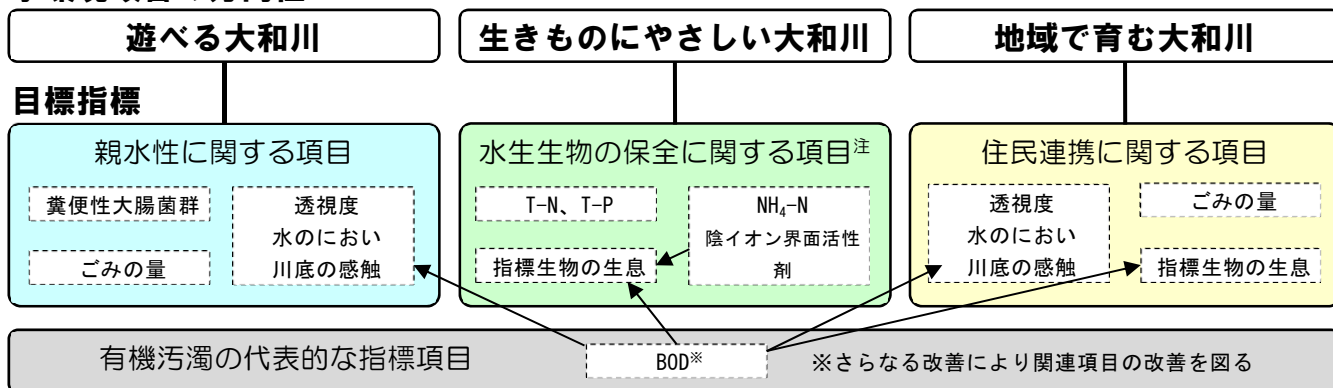 遊べる大和川
生きものにやさしい大和川
地域で育む大和川
目標指標
親水性に関する項目
糞便性大腸菌群
ごみの量
透視度
水のにおい
川底の感触
水生生物の保全に関する項目注
T-N、T-P
指標生物の生息
NH₄-N
陰イオン界面活性
剤
住民連携に関する項目
透視度
水のにおい
川底の感触
ごみの量
指標生物の生息
有機汚濁の代表的な指標項目
BOD※
※さらなる改善により関連項目の改善を図る